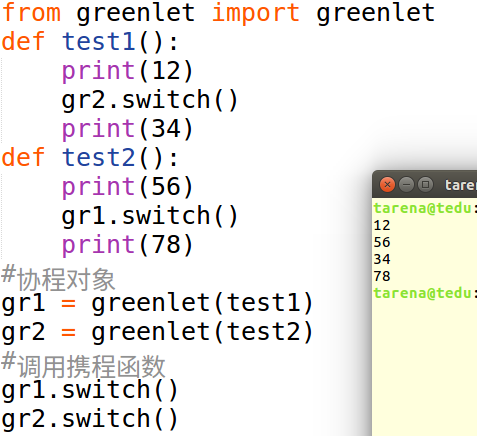 from greenlet import greenlet
def test1():
    print(12)
    gr2.switch()
    print(34)
def test2():
    print(56)
    gr1.switch()
    print(78)
#协程对象
gr1 = greenlet(test1)
gr2 = greenlet(test2)
#调用携程函数
gr1.switch()
gr2.switch()
taren
tarena@tedu:
12
56
34
78
tarena@tedu: